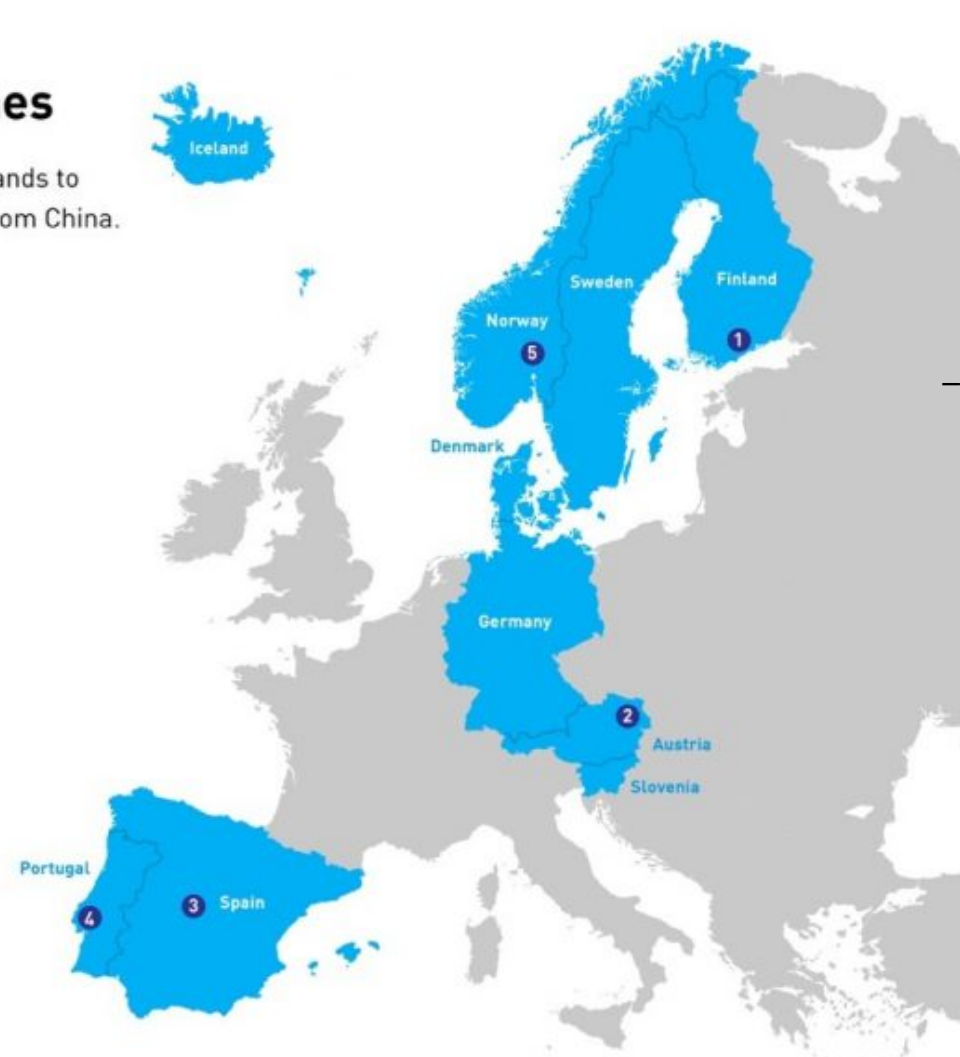 es
ands to
om China.
Iceland
Sweden
Finland
Norway
1
5
Denmark
Germany
2
Austria
Slovenia
Portugal
3 Spain
4